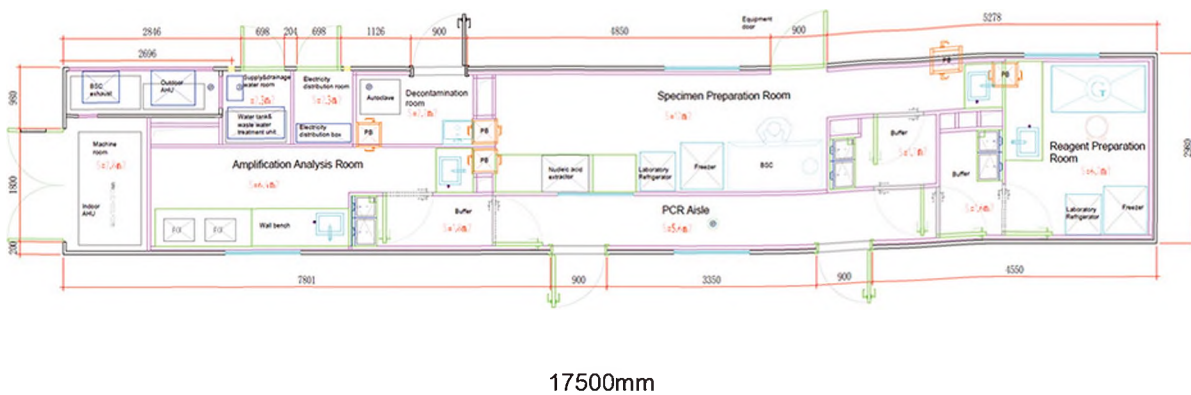 2846
698
204
698
1126
900
4850
Equipment
door
900
5278
2696
980
1800
200
2980
BSC
exhaust
Outdoor
AHU
Supply&drainage
water room
Water tank&
waste water
treatment unit
Electricity
distribution room
Electricity
distribution box
Autoclave
Decontamination
room
PB
PB
PB
PB
PB
Specimen Preparation Room
Machine
room
Indoor
AHU
Amplification Analysis Room
Wall bench
Buffer
Nucleic acid
extractor
Laboratory
Refrigerator
Freezer
BSC
PCR Aisle
Buffer
Buffer
Reagent Preparation
Room
Laboratory
Refrigerator
Freezer
7801
900
3350
900
4550
17500mm